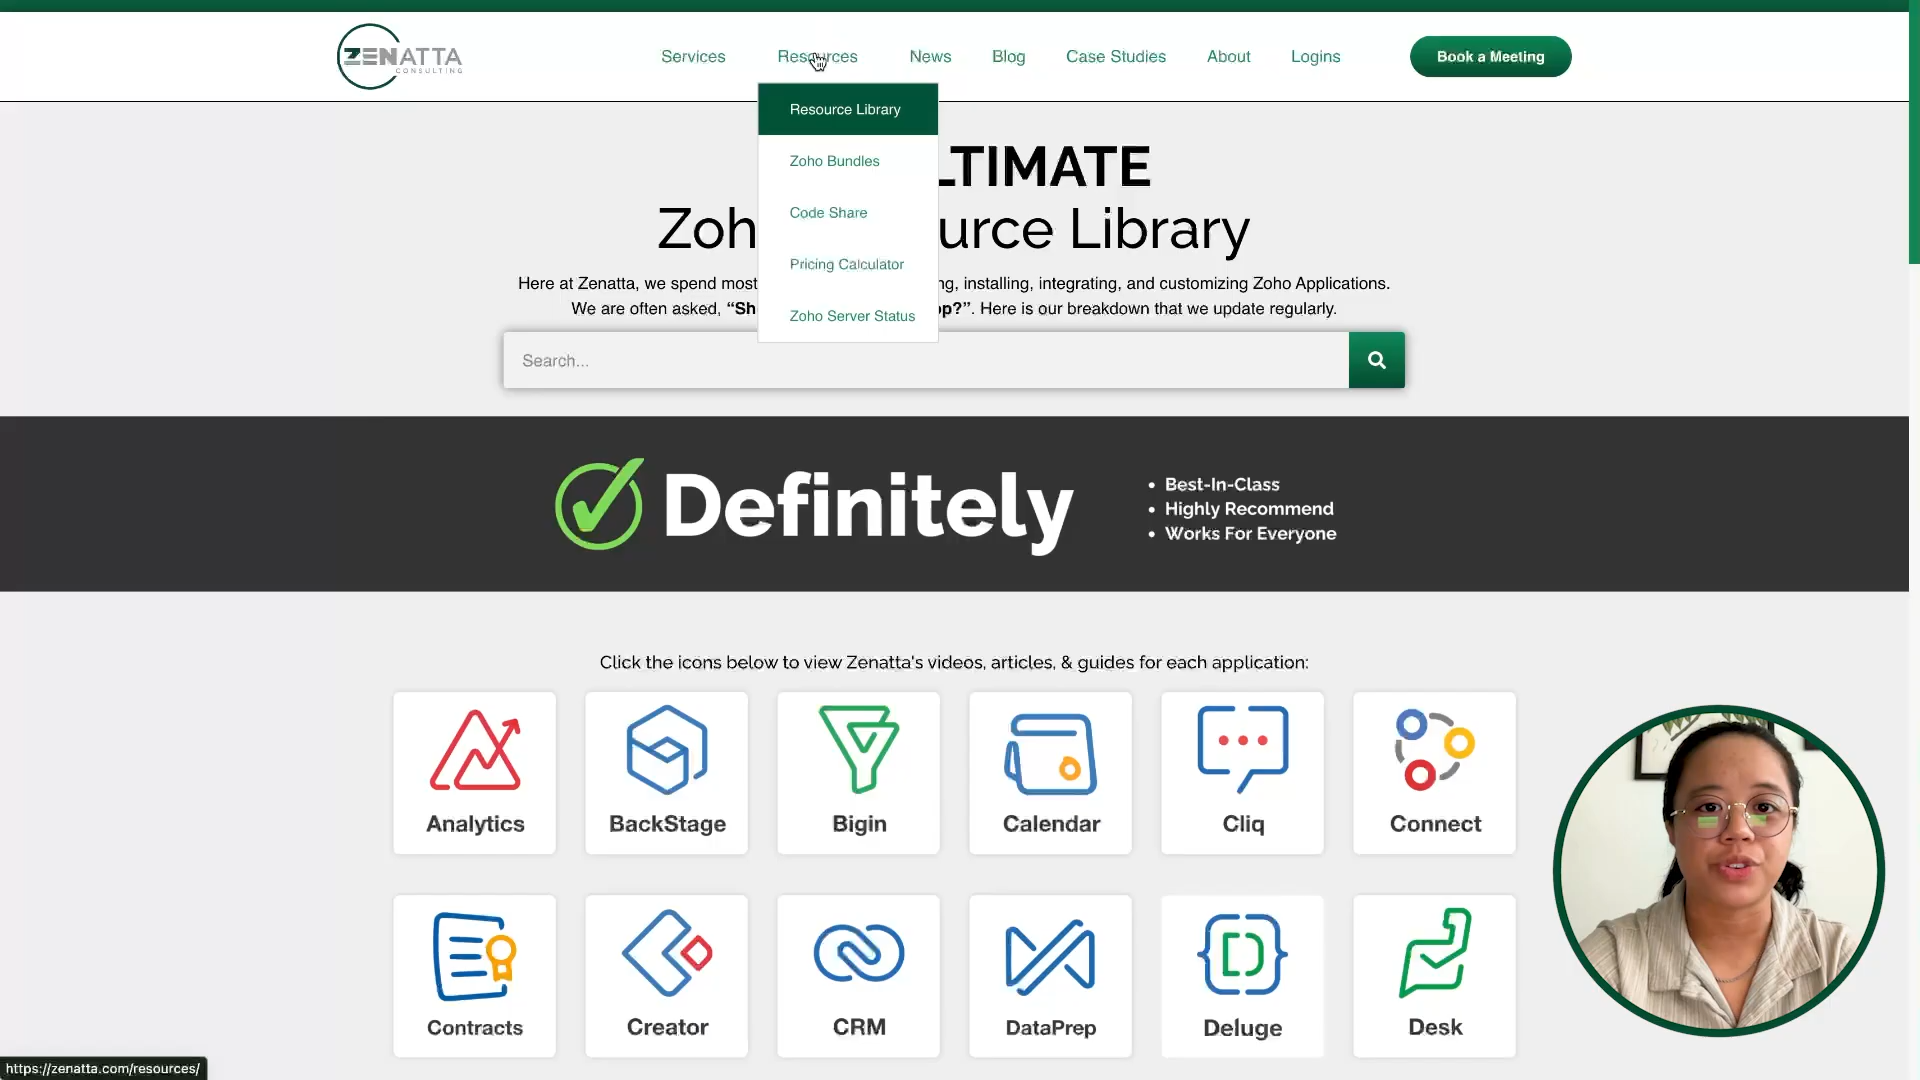 ZENATTA
CONSULTING
Services
Resources
News
Blog
Case Studies
About
Logins
Book a Meeting
Resource Library
Zoho Bundles
Code Share
Pricing Calculator
Zoho Server Status
LTIMATE
Zoh urce Library
Here at Zenatta, we spend most ng, installing, integrating, and customizing Zoho Applications.
We are often asked, “Sh op?”. Here is our breakdown that we update regularly.
Search...
Definitely
• Best-In-Class
• Highly Recommend
• Works For Everyone
Click the icons below to view Zenatta's videos, articles, & guides for each application:
Analytics
BackStage
Bigin
Calendar
Cliq
Connect
Contracts
Creator
CRM
DataPrep
Deluge
Desk
https://zenatta.com/resources/